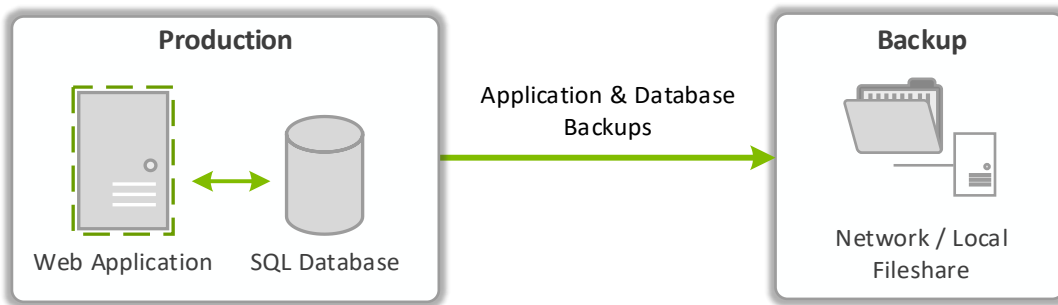 Production
Web Application
SQL Database
Application & Database
Backups
Backup
Network / Local
Fileshare